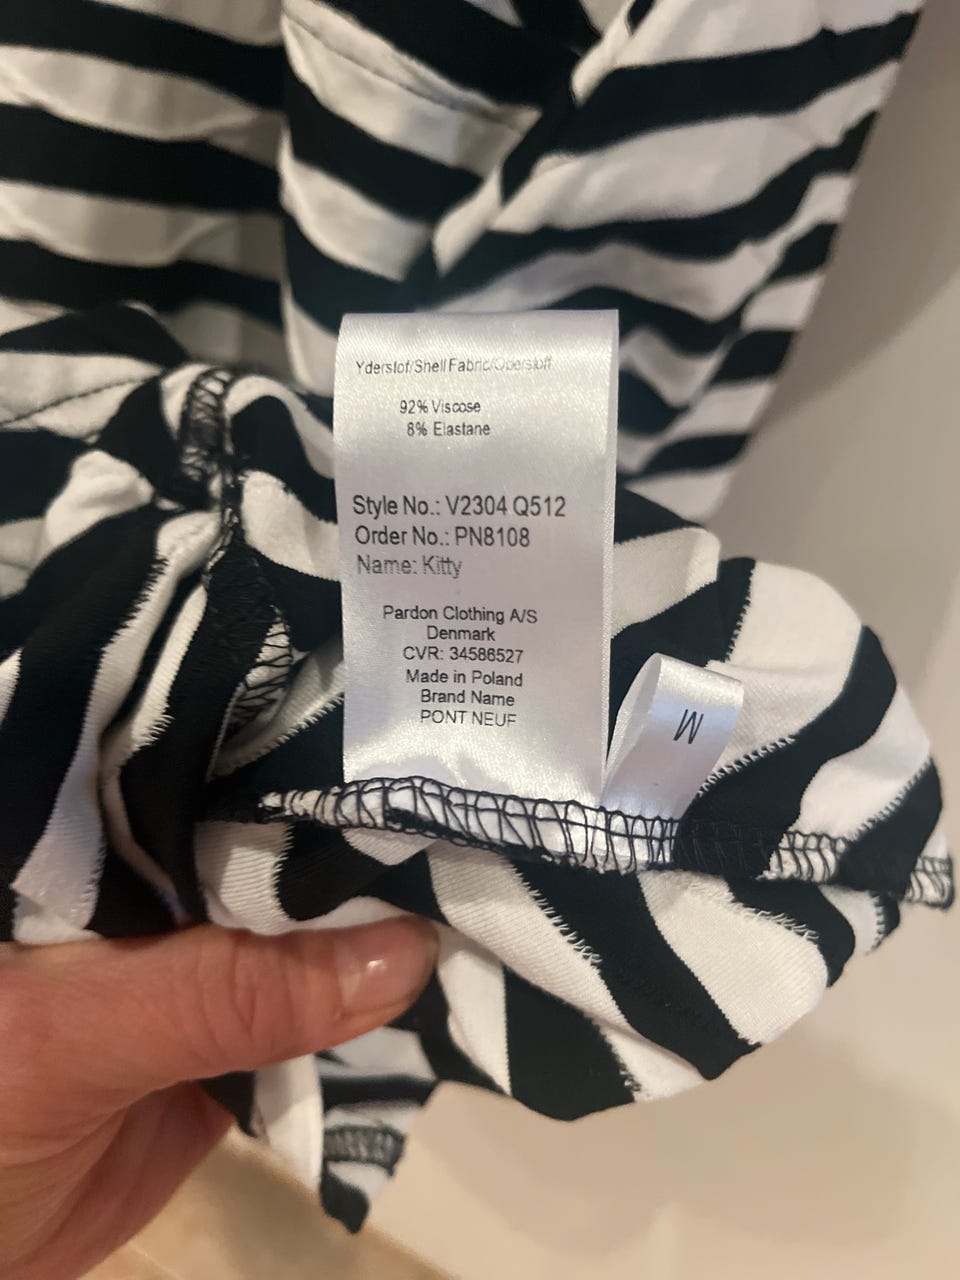 Yderstof/Shell Fabric/Oberstoff
92% Viscose
8% Elastane
Style No.: V2304 Q512
Order No.: PN8108
Name: Kitty
Pardon Clothing A/S
Denmark
CVR: 34586527
Made in Poland
Brand Name
PONT NEUF
M